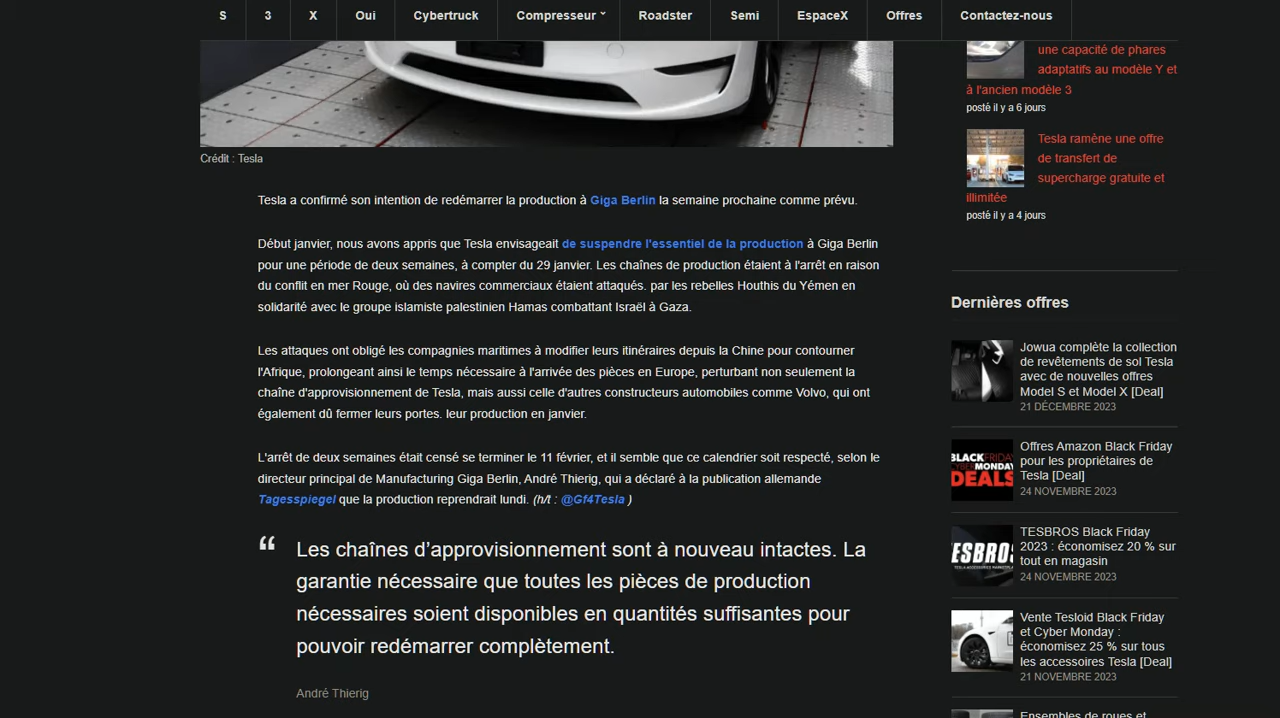 S 3 X Oui Cybertruck Compresseur Roadster Semi EspaceX Offres Contactez-nous
Crédit : Tesla
Tesla a confirmé son intention de redémarrer la production à Giga Berlin la semaine prochaine comme prévu.
Début janvier, nous avons appris que Tesla envisageait de suspendre l'essentiel de la production à Giga Berlin
pour une période de deux semaines, à compter du 29 janvier. Les chaînes de production étaient à l'arrêt en raison
du conflit en mer Rouge, où des navires commerciaux étaient attaqués. par les rebelles Houthis du Yémen en
solidarité avec le groupe islamiste palestinien Hamas combattant Israël à Gaza.
Les attaques ont obligé les compagnies maritimes à modifier leurs itinéraires depuis la Chine pour contourner
l'Afrique, prolongeant ainsi le temps nécessaire à l'arrivée des pièces en Europe, perturbant non seulement la
chaîne d'approvisionnement de Tesla, mais aussi celle d'autres constructeurs automobiles comme Volvo, qui ont
également dû fermer leurs portes. leur production en janvier.
L'arrêt de deux semaines était censé se terminer le 11 février, et il semble que ce calendrier soit respecté, selon le
directeur principal de Manufacturing Giga Berlin, André Thierig, qui a déclaré à la publication allemande
Tagesspiegel que la production reprendrait lundi. (h/t : @Gf4Tesla )
“ Les chaînes d’approvisionnement sont à nouveau intactes. La
garantie nécessaire que toutes les pièces de production
nécessaires soient disponibles en quantités suffisantes pour
pouvoir redémarrer complètement.
André Thierig
une capacité de phares
adaptatifs au modèle Y et
à l'ancien modèle 3
posté il y a 6 jours
Tesla ramène une offre
de transfert de
supercharge gratuite et
illimitée
posté il y a 4 jours
Dernières offres
Jowua complète la collection
de revêtements de sol Tesla
avec de nouvelles offres
Model S et Model X [Deal]
21 DÉCEMBRE 2023
BLACK FRIDAY
CYBER MONDAY
DEALS
Offres Amazon Black Friday
pour les propriétaires de
Tesla [Deal]
24 NOVEMBRE 2023
TESBROS
TESBROS Black Friday
2023 : économisez 20 % sur
tout en magasin
24 NOVEMBRE 2023
Vente Tesloid Black Friday
et Cyber Monday :
économisez 25 % sur tous
les accessoires Tesla [Deal]
21 NOVEMBRE 2023
Ensembles de roues et